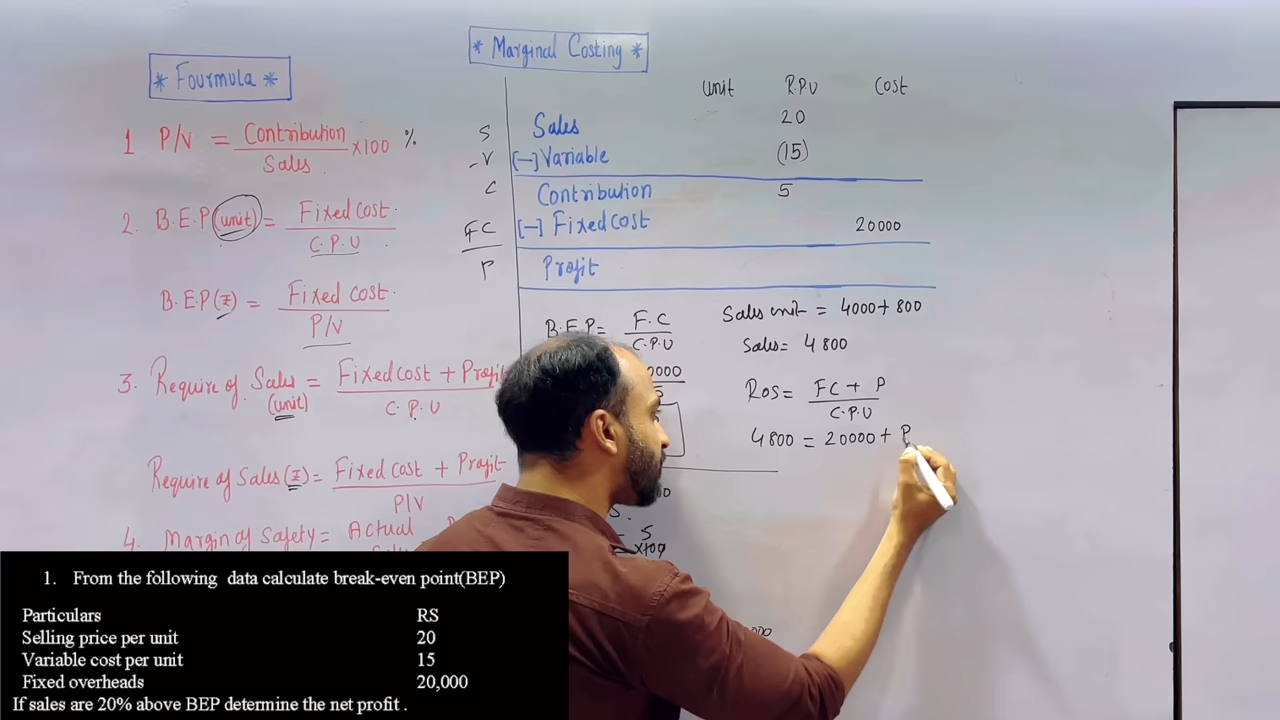 * Marginal Costing *
* Fourmula *
1 P/V = Contribution / Sales ×100 %
2. B.E.P (unit) = Fixed cost / C.P.U
B.E.P (₹) = Fixed cost / P/V
3. Require of Sales (unit) = Fixed cost + Profit / C.P.U
Require of Sales (₹) = Fixed cost + Profit / P/V
4. Margin of Safety = Actual
unit R.P.U Cost
S Sales 20
-V [-] Variable (15)
C Contribution 5
FC [-] Fixed cost 20000
P Profit
B.E.P = F.C / C.P.U
Sales unit = 4000 + 800
Sales = 4800
ROS = FC + P / C.P.U
4800 = 20000 + P
5
×100
1. From the following data calculate break-even point(BEP)
Particulars RS
Selling price per unit 20
Variable cost per unit 15
Fixed overheads 20,000
If sales are 20% above BEP determine the net profit .